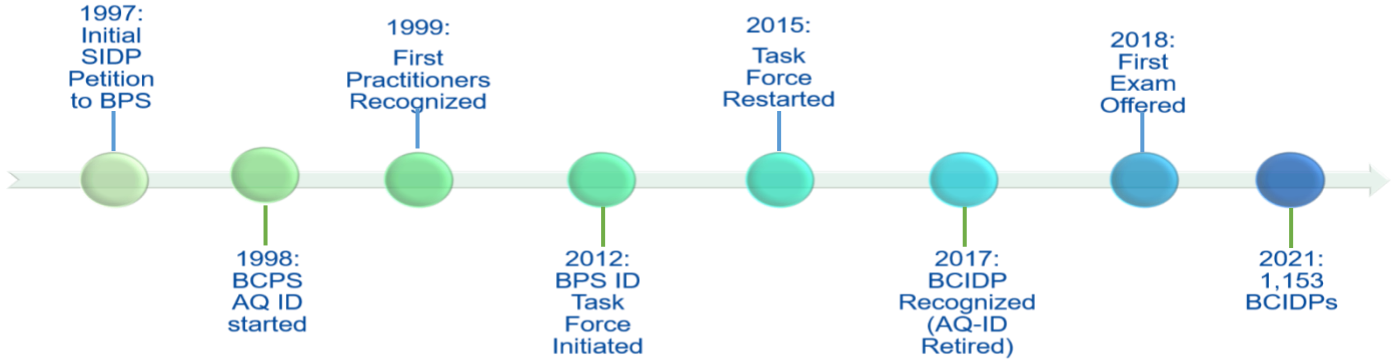 1997:
Initial
SIDP
Petition
to BPS
1998:
BCPS
AQ ID
started
1999:
First
Practitioners
Recognized
2012:
BPS ID
Task
Force
Initiated
2015:
Task
Force
Restarted
2017:
BCIDP
Recognized
(AQ-ID
Retired)
2018:
First
Exam
Offered
2021:
1,153
BCIDPs